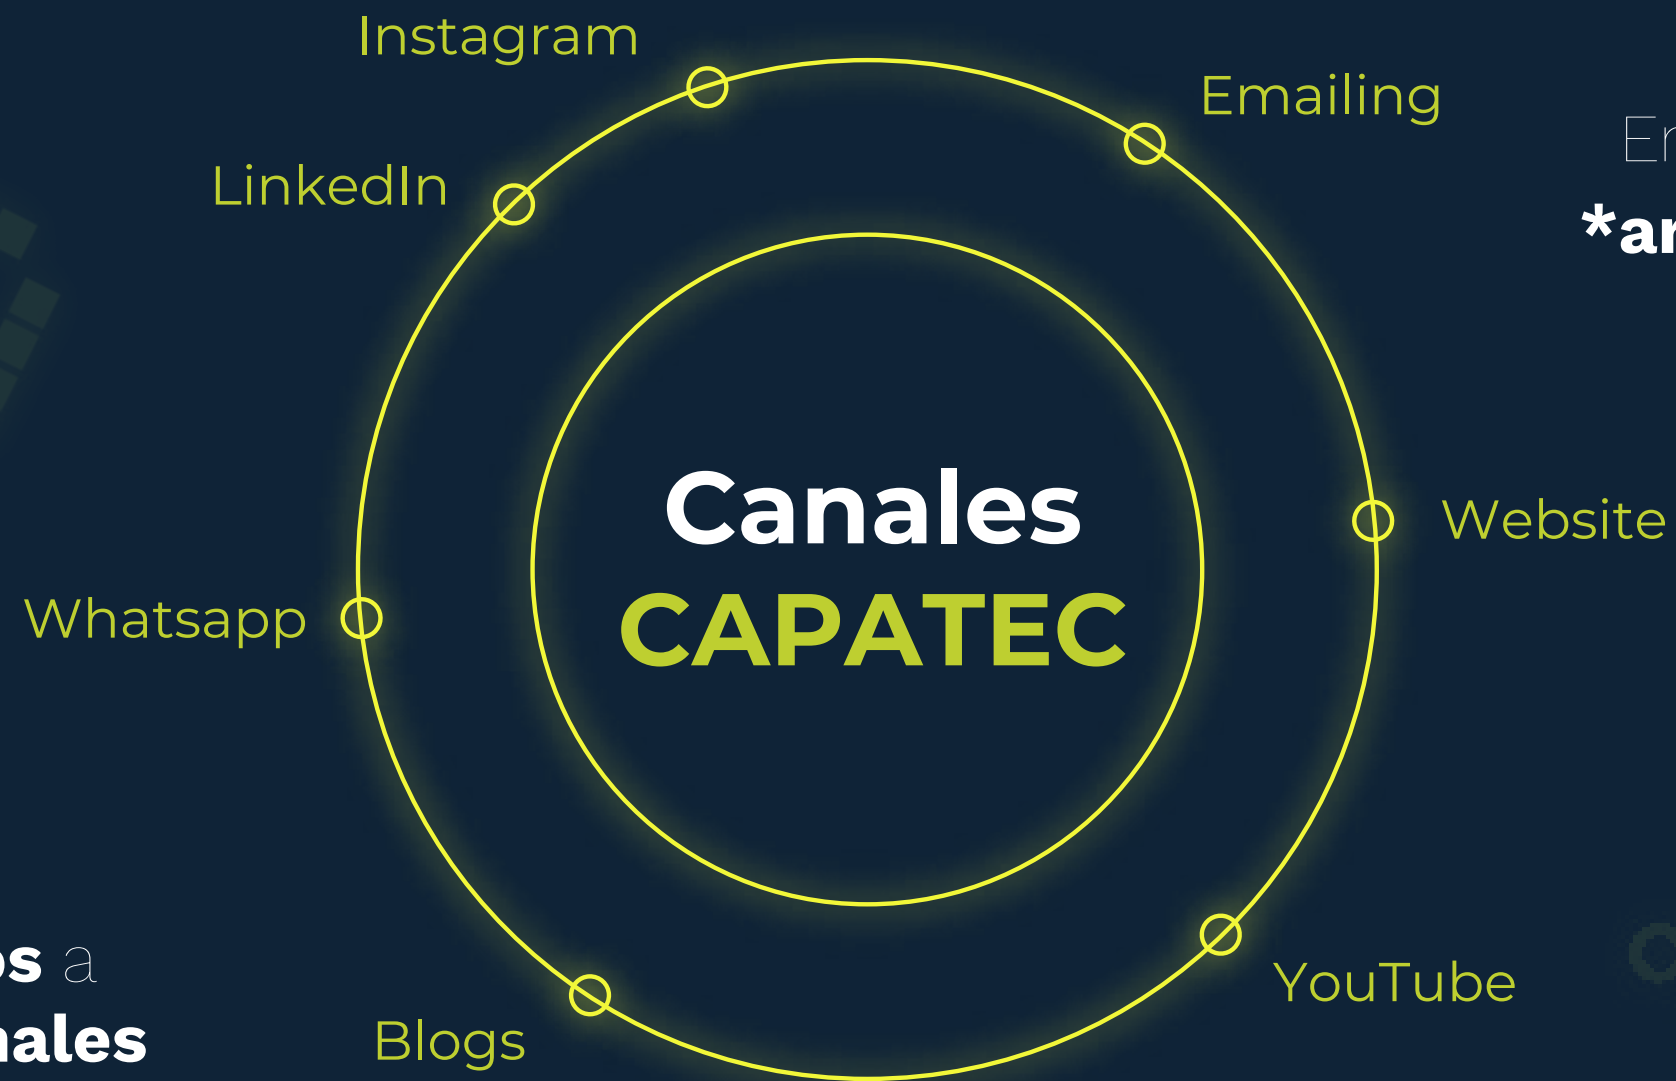 Instagram
Emailing
LinkedIn
Canales
CAPATEC
Website
Whatsapp
a
YouTube
Blogs